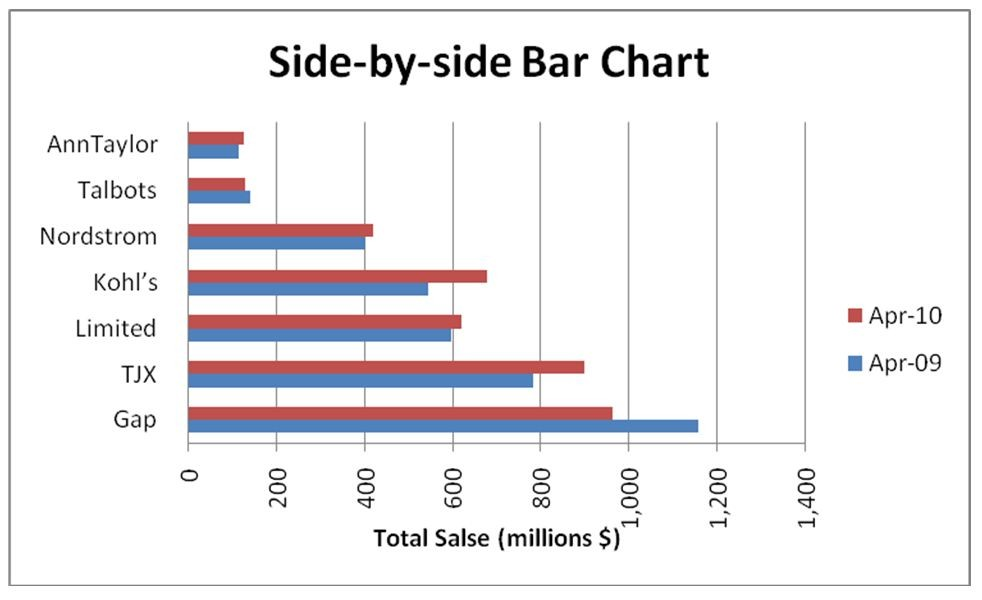 Side-by-side Bar Chart
AnnTaylor
Talbots
Nordstrom
Kohl’s
Limited
TJX
Gap
Apr-10
Apr-09
0
200
400
600
800
1,000
1,200
1,400
Total Salse (millions $)